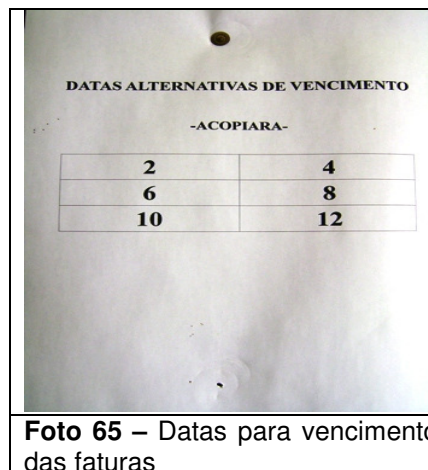 DATAS ALTERNATIVAS DE VENCIMENTO
-ACOPIARA-
2 4
6 8
10 12
Foto 65 – Datas para vencimento
das faturas